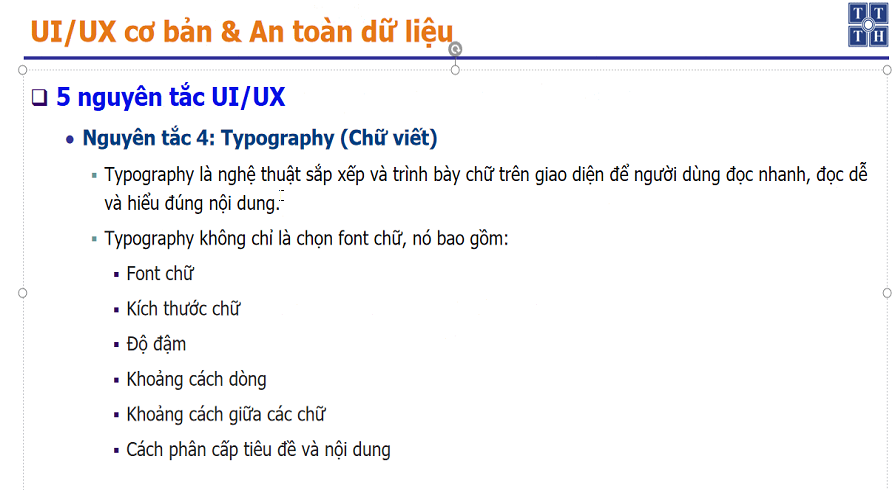 UI/UX cơ bản & An toàn dữ liệu
T T
T H
5 nguyên tắc UI/UX
Nguyên tắc 4: Typography (Chữ viết)
Typography là nghệ thuật sắp xếp và trình bày chữ trên giao diện để người dùng đọc nhanh, đọc dễ
và hiểu đúng nội dung.
Typography không chỉ là chọn font chữ, nó bao gồm:
Font chữ
Kích thước chữ
Độ đậm
Khoảng cách dòng
Khoảng cách giữa các chữ
Cách phân cấp tiêu đề và nội dung